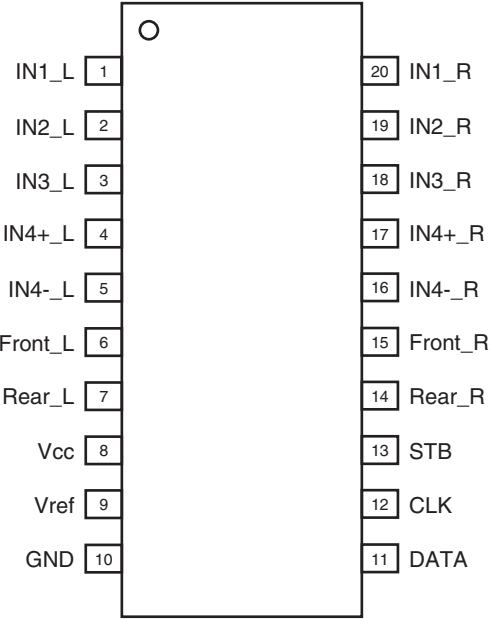 IN1_L 1 20 IN1_R
IN2_L 2 19 IN2_R
IN3_L 3 18 IN3_R
IN4+_L 4 17 IN4+_R
IN4-_L 5 16 IN4-_R
Front_L 6 15 Front_R
Rear_L 7 14 Rear_R
Vcc 8 13 STB
Vref 9 12 CLK
GND 10 11 DATA